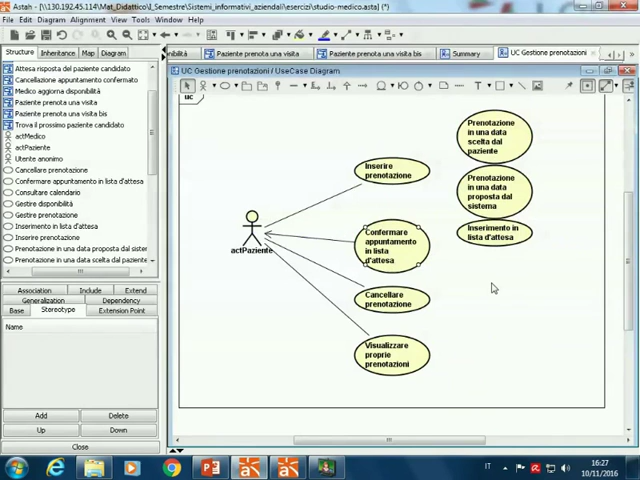 Astah - [\\130.192.45.114\Mat_Didattico\I_Semestre\Sistemi_informativi_aziendali\esercizi\studio-medico.asta] (*)
File Edit Diagram Alignment View Tools Window Help
Structure Inheritance Map Diagram
Attesa risposta del paziente candidato
Cancellazione appuntamento confermato
Medico aggiorna disponibilità
Paziente prenota una visita
Paziente prenota una visita bis
Trova il prossimo paziente candidato
actMedico
actPaziente
Utente anonimo
Cancellare prenotazione
Confermare appuntamento in lista d'attesa
Consultare calendario
Gestire disponibilità
Gestire prenotazione
Inserimento in lista d'attesa
Inserire prenotazione
Prenotazione in una data proposta dal sistema
Prenotazione in una data scelta dal paziente
Association Include Extend
Generalization Dependency
Base Stereotype Extension Point
Name
Add Delete
Up Down
Close
nibilità Paziente prenota una visita Paziente prenota una visita bis Summary UC Gestione prenotazioni
UC Gestione prenotazioni / UseCase Diagram
uc
Prenotazione
in una data
scelta dal
paziente
Inserire
prenotazione
Prenotazione
in una data
proposta dal
sistema
Inserimento in
lista d'attesa
Confermare
appuntamento
in lista
d'attesa
actPaziente
Cancellare
prenotazione
Visualizzare
proprie
prenotazioni
IT
16:27
10/11/2016